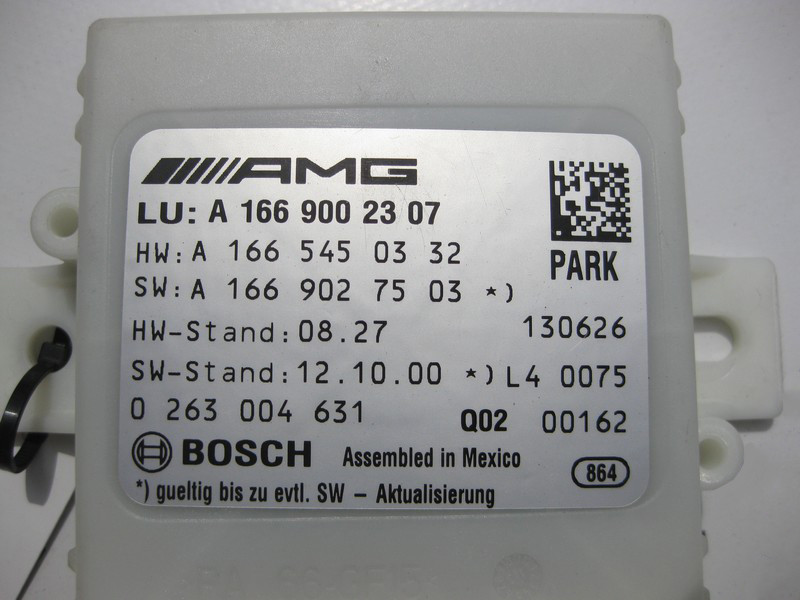 AMG
LU: A 166 900 23 07
HW: A 166 545 03 32
PARK
SW: A 166 902 75 03 *)
HW-Stand: 08.27 130626
SW-Stand: 12.10.00 *) L4 0075
0 263 004 631 Q02 00162
BOSCH Assembled in Mexico 864
*) gueltig bis zu evtl. SW - Aktualisierung